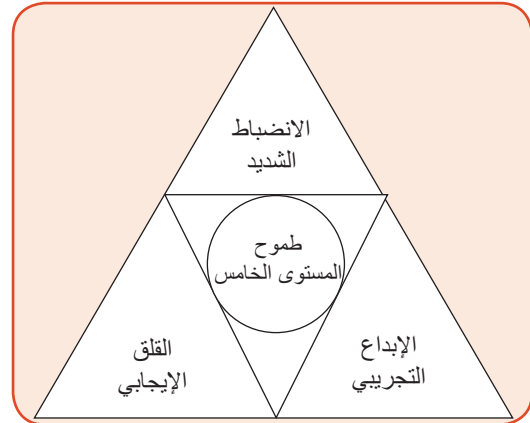 الانضباط
الشديد
طموح
المستوى الخامس
الإبداع
التجريبي
القلق
الإيجابي